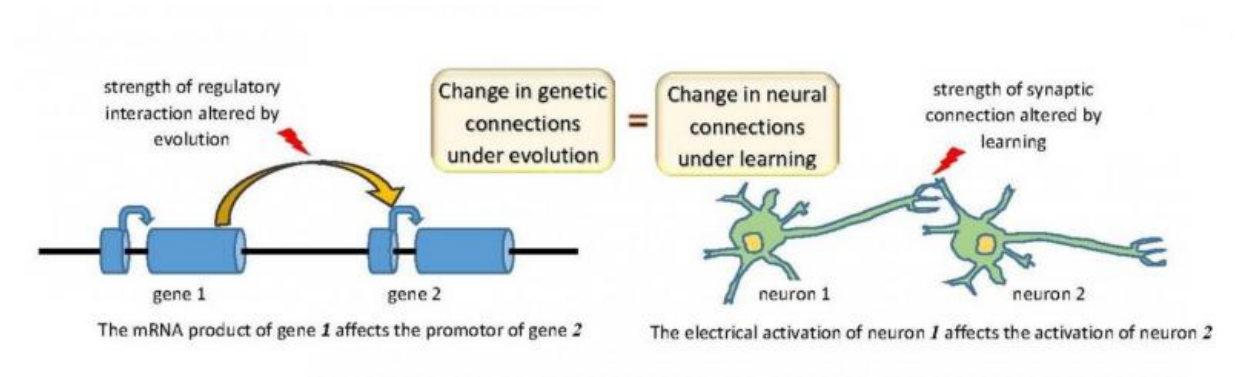 strength of regulatory
interaction altered by
evolution
Change in genetic
connections
under evolution
=
Change in neural
connections
under learning
strength of synaptic
connection altered by
learning
gene 1
gene 2
neuron 1
neuron 2
The mRNA product of gene 1 affects the promotor of gene 2
The electrical activation of neuron 1 affects the activation of neuron 2